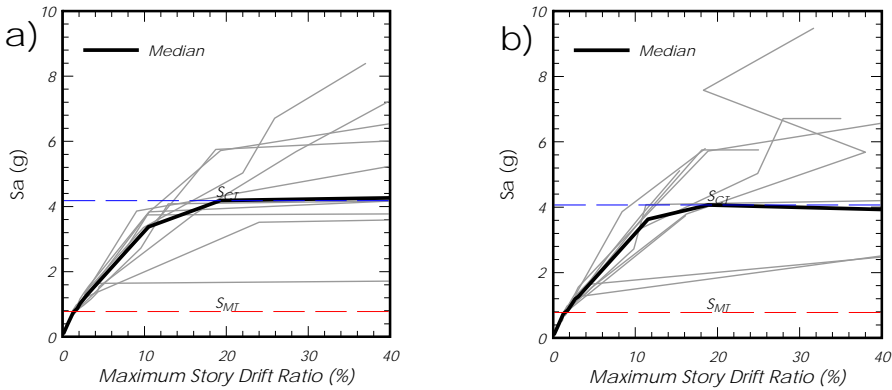 a)
Sa (g)
10
8
6
4
2
0
Median
S_CT
S_MT
0 10 20 30 40
Maximum Story Drift Ratio (%)
b)
Sa (g)
10
8
6
4
2
0
Median
S_CT
S_MT
0 10 20 30 40
Maximum Story Drift Ratio (%)